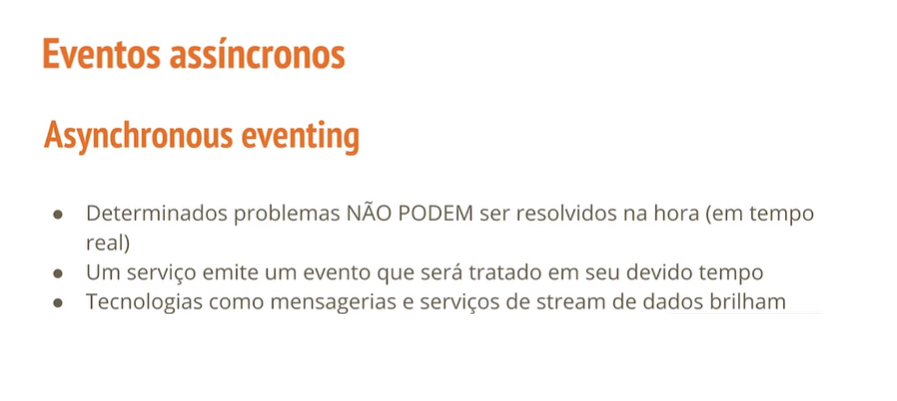 Eventos assíncronos
Asynchronous eventing
● Determinados problemas NÃO PODEM ser resolvidos na hora (em tempo
real)
● Um serviço emite um evento que será tratado em seu devido tempo
● Tecnologias como mensagerias e serviços de stream de dados brilham